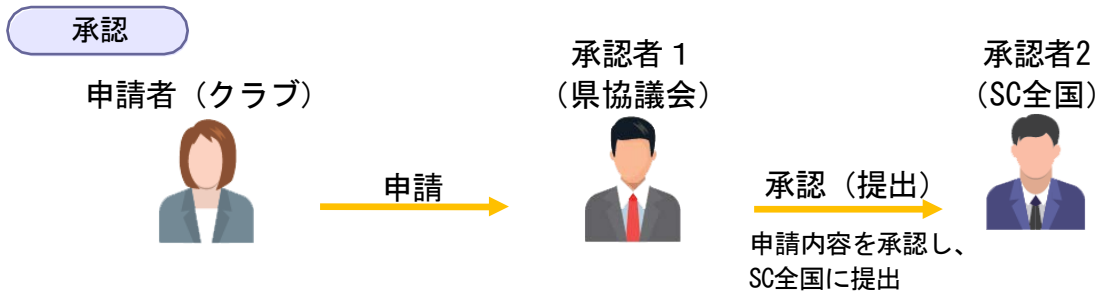 承認
申請者（クラブ）
承認者１
（県協議会）
承認者2
（SC全国）
申請
承認（提出）
申請内容を承認し、
SC全国に提出